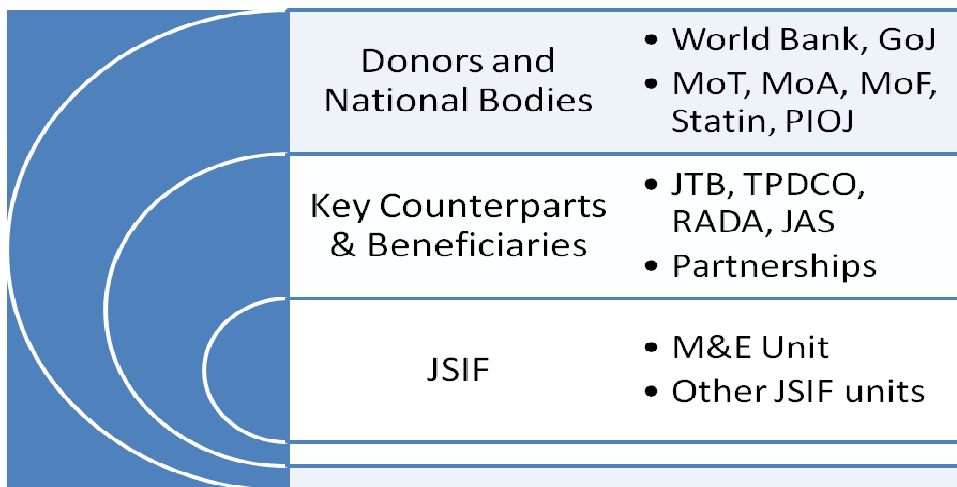 Donors and
National Bodies
• World Bank, GoJ
• MoT, MoA, MoF,
Statin, PIOJ
Key Counterparts
& Beneficiaries
• JTB, TPDCO,
RADA, JAS
• Partnerships
JSIF
• M&E Unit
• Other JSIF units